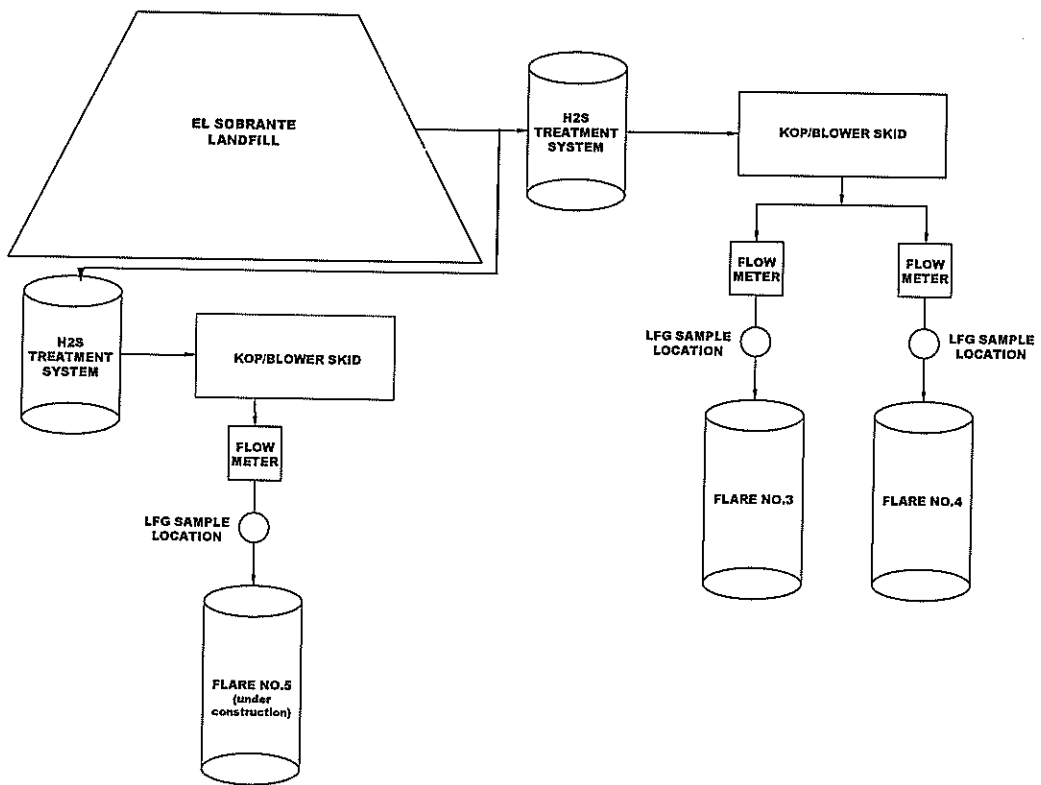 EL SOBRANTE
LANDFILL
H2S
TREATMENT
SYSTEM
KOP/BLOWER SKID
FLOW
METER
FLOW
METER
LFG SAMPLE
LOCATION
LFG SAMPLE
LOCATION
FLARE NO.3
FLARE NO.4
H2S
TREATMENT
SYSTEM
KOP/BLOWER SKID
FLOW
METER
LFG SAMPLE
LOCATION
FLARE NO.5
(under
construction)